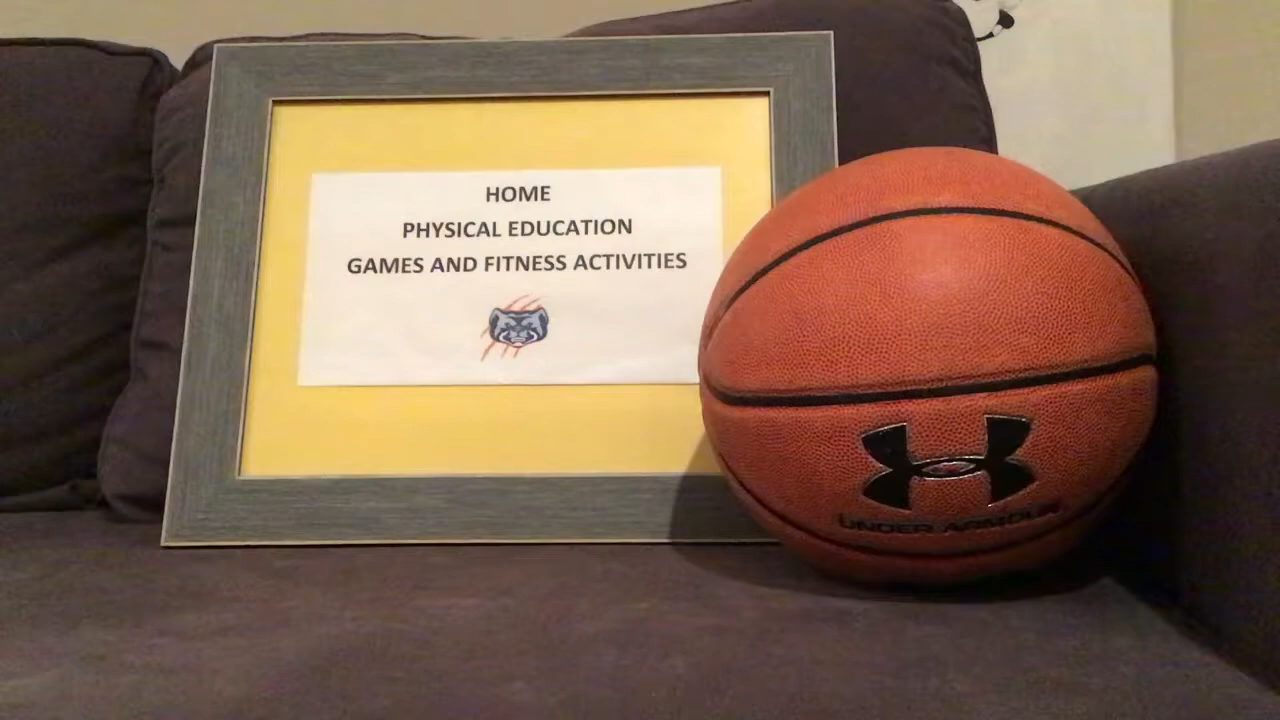 HOME
PHYSICAL EDUCATION
GAMES AND FITNESS ACTIVITIES
UNDER ARMOUR